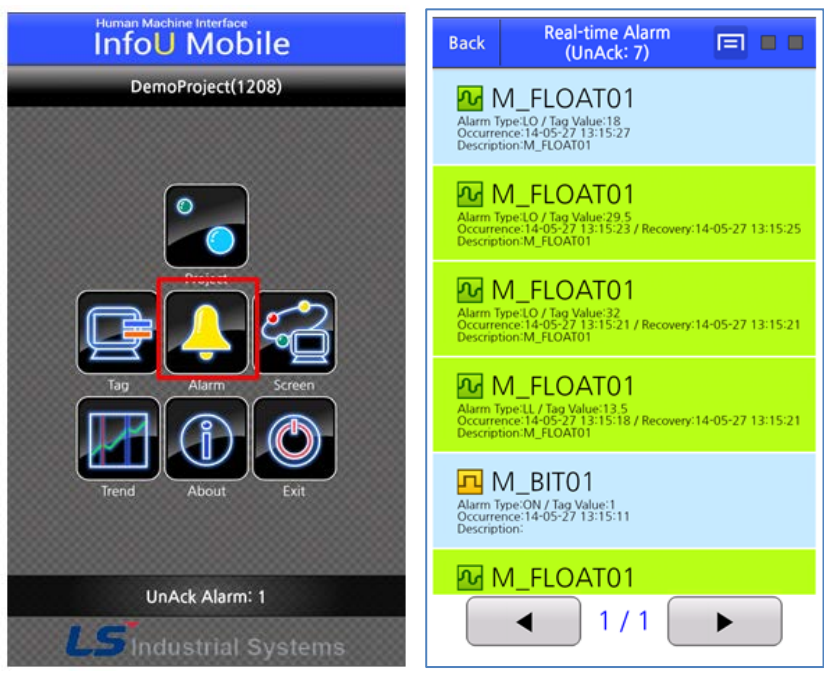 Human Machine Interface
InfoU Mobile
DemoProject(1208)
Project
Tag
Alarm
Screen
Trend
About
Exit
UnAck Alarm: 1
LS Industrial Systems
Back
Real-time Alarm
(UnAck: 7)
M_FLOAT01
Alarm Type:LO / Tag Value:18
Occurrence:14-05-27 13:15:27
Description:M_FLOAT01
M_FLOAT01
Alarm Type:LO / Tag Value:29.5
Occurrence:14-05-27 13:15:23 / Recovery:14-05-27 13:15:25
Description:M_FLOAT01
M_FLOAT01
Alarm Type:LO / Tag Value:32
Occurrence:14-05-27 13:15:21 / Recovery:14-05-27 13:15:21
Description:M_FLOAT01
M_FLOAT01
Alarm Type:LL / Tag Value:13.5
Occurrence:14-05-27 13:15:18 / Recovery:14-05-27 13:15:21
Description:M_FLOAT01
M_BIT01
Alarm Type:ON / Tag Value:1
Occurrence:14-05-27 13:15:11
Description:
M_FLOAT01
1 / 1